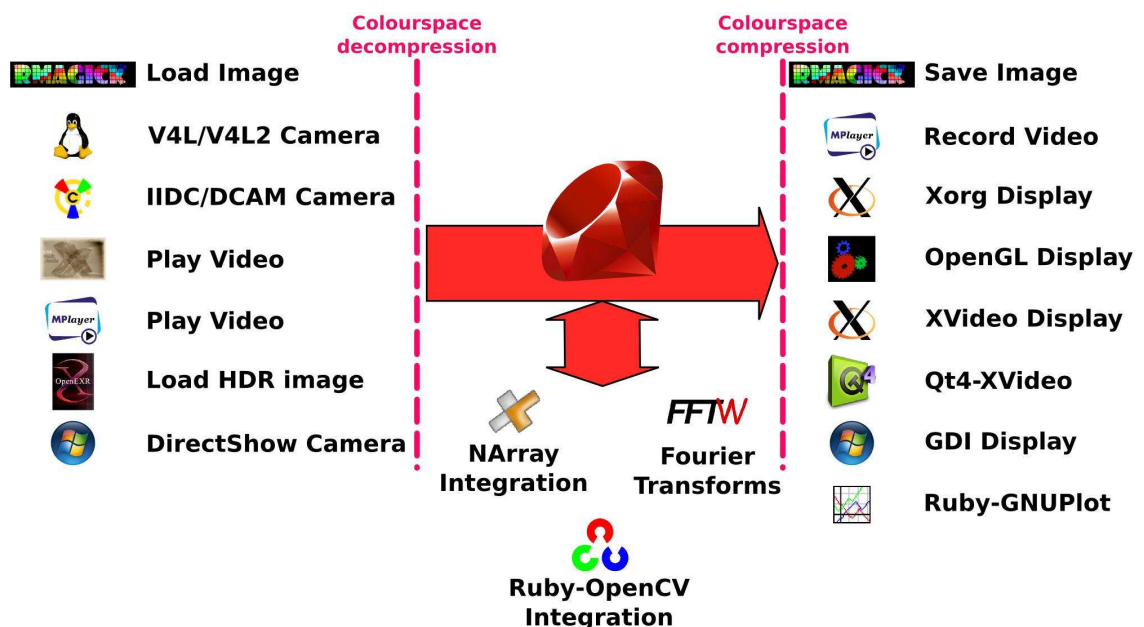 Colourspace
decompression
Colourspace
compression
RMAGICK Load Image
V4L/V4L2 Camera
IIDC/DCAM Camera
C
Play Video
MPlayer Play Video
OpenEXR Load HDR image
DirectShow Camera
NArray
Integration
FFTW
Fourier
Transforms
Ruby-OpenCV
Integration
RMAGICK Save Image
MPlayer Record Video
X Xorg Display
OpenGL Display
X XVideo Display
Q4 Qt4-XVideo
GDI Display
Ruby-GNUPlot